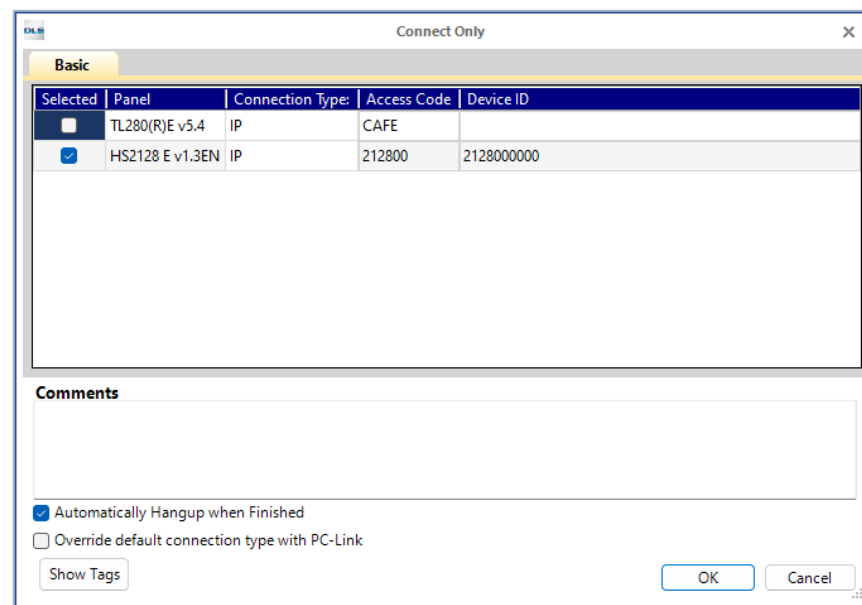 DLS Connect Only
Basic
Selected Panel Connection Type: Access Code Device ID
TL280(R)E v5.4 IP CAFE
HS2128 E v1.3EN IP 212800 2128000000
Comments
Automatically Hangup when Finished
Override default connection type with PC-Link
Show Tags OK Cancel